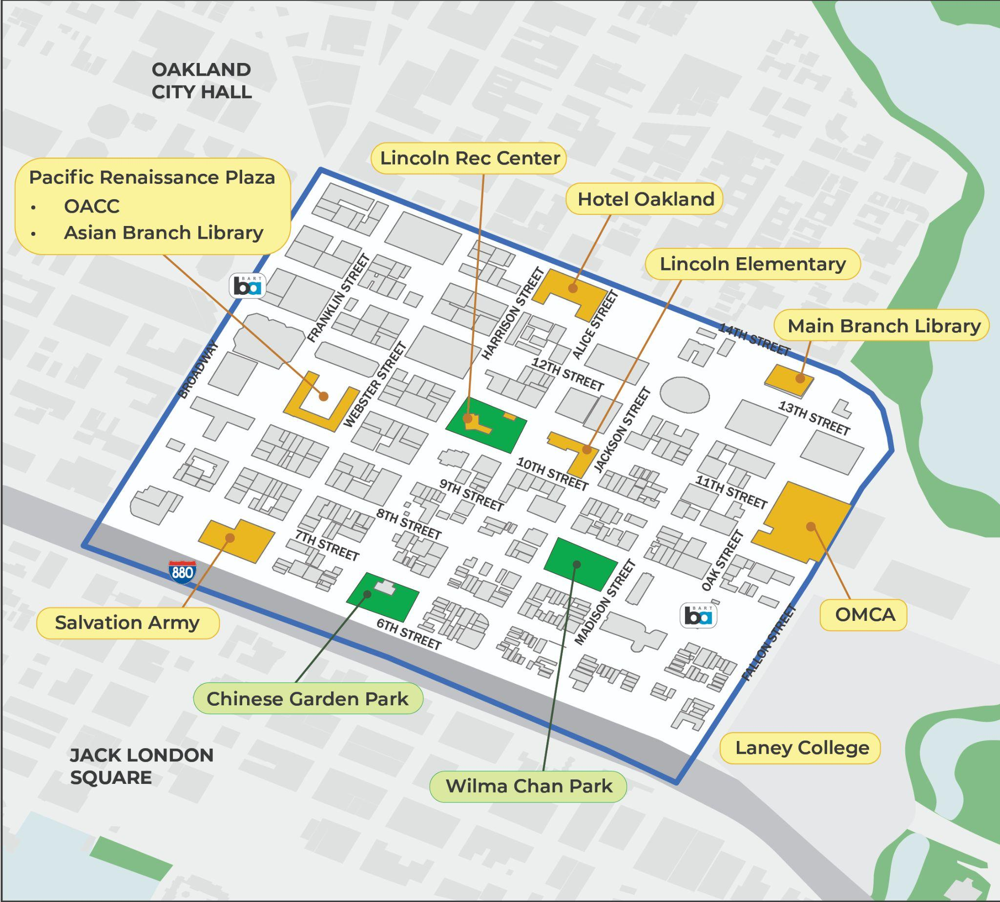 OAKLAND
CITY HALL
Lincoln Rec Center
Pacific Renaissance Plaza
• OACC
• Asian Branch Library
Hotel Oakland
Lincoln Elementary
Main Branch Library
BART
ba
FRANKLIN STREET
HARRISON STREET
ALICE STREET
14TH STREET
BROADWAY
WEBSTER STREET
12TH STREET
JACKSON STREET
13TH STREET
10TH STREET
9TH STREET
11TH STREET
8TH STREET
7TH STREET
OAK STREET
880
MADISON STREET
BART
ba
OMCA
Salvation Army
6TH STREET
FALLON STREET
Chinese Garden Park
Laney College
JACK LONDON
SQUARE
Wilma Chan Park